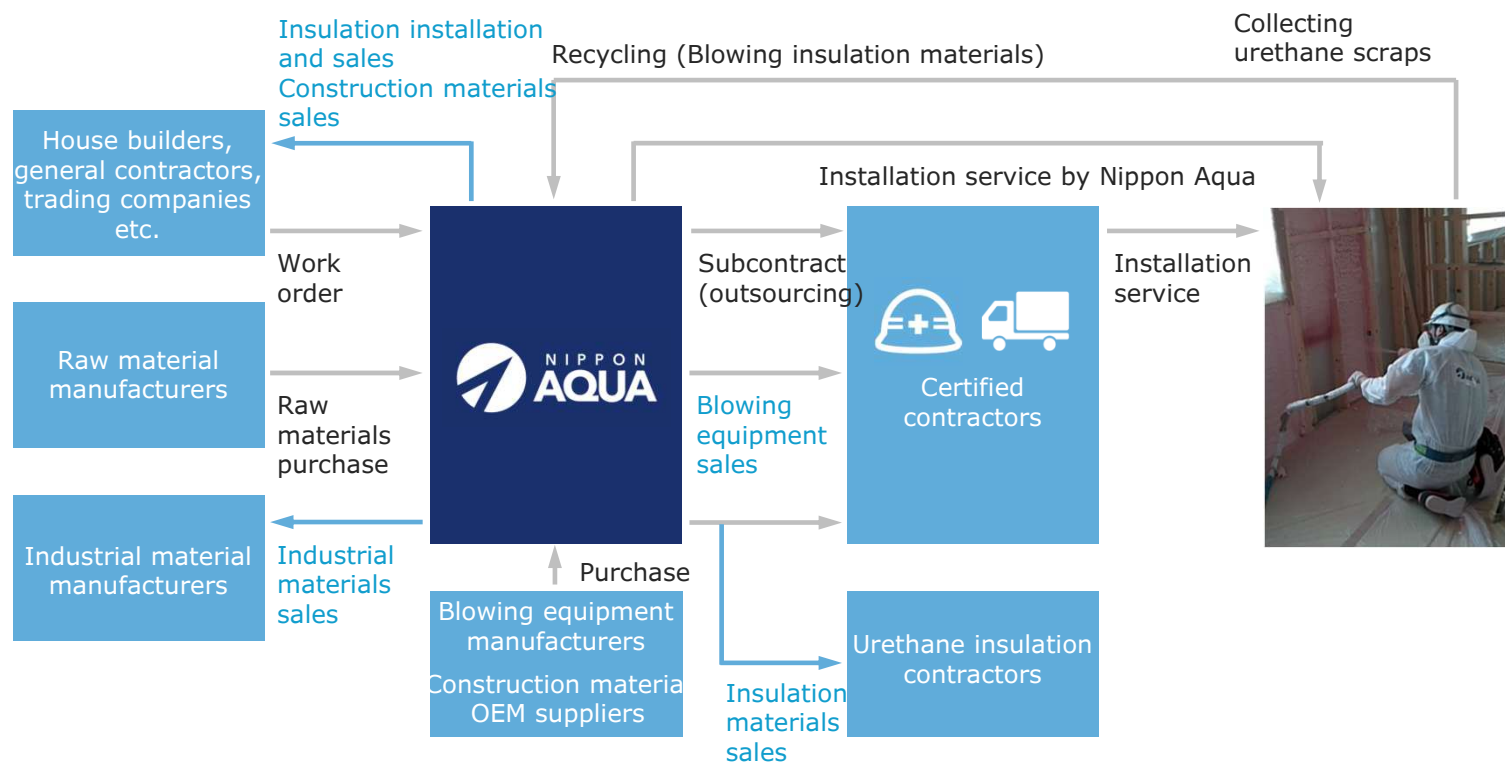 Insulation installation
and sales
Construction materials
sales
Recycling (Blowing insulation materials)
Collecting
urethane scraps
House builders,
general contractors,
trading companies
etc.
Installation service by Nippon Aqua
Work
order
Subcontract
(outsourcing)
Installation
service
Raw material
manufacturers
NIPPON
AQUA
Certified
contractors
Raw
materials
purchase
Blowing
equipment
sales
Industrial material
manufacturers
Industrial
materials
sales
Purchase
Blowing equipment
manufacturers
Construction materia
OEM suppliers
Urethane insulation
contractors
Insulation
materials
sales